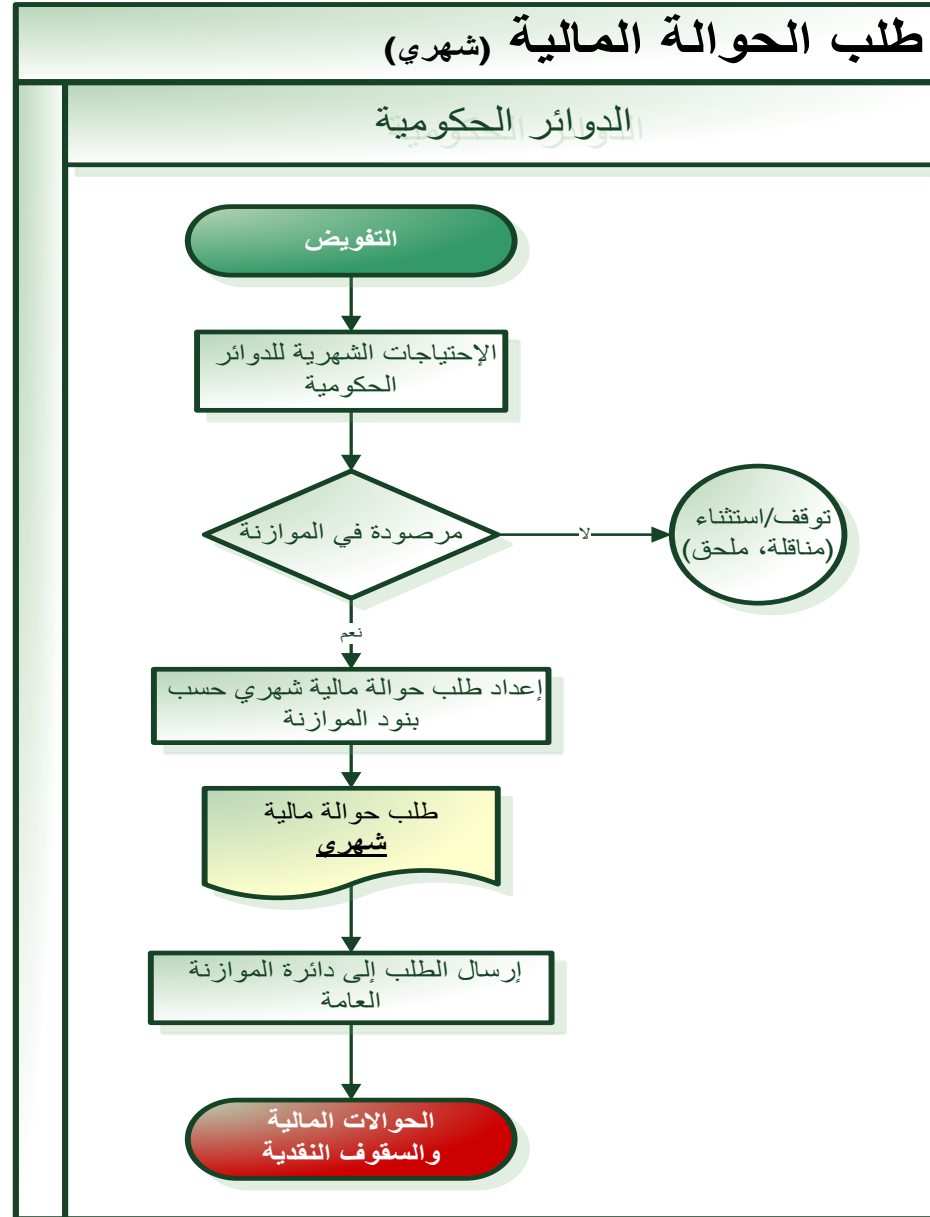 طلب الحوالة المالية (شهري)
الدوائر الحكومية
التفويض
الإحتياجات الشهرية للدوائر
الحكومية
مرصودة في الموازنة
لا
توقف/استثناء
(مناقلة، ملحق)
نعم
إعداد طلب حوالة مالية شهري حسب
بنود الموازنة
طلب حوالة مالية
شهري
إرسال الطلب إلى دائرة الموازنة
العامة
الحوالات المالية
والسقوف النقدية